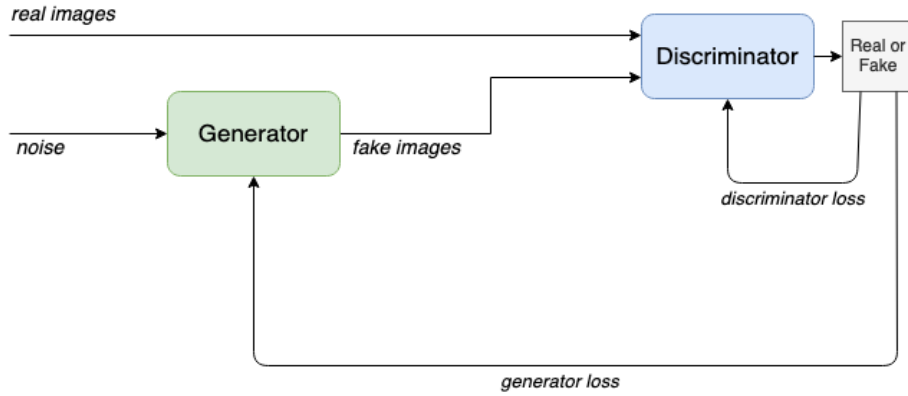 real images
Discriminator
Real or
Fake
Generator
noise
fake images
discriminator loss
generator loss